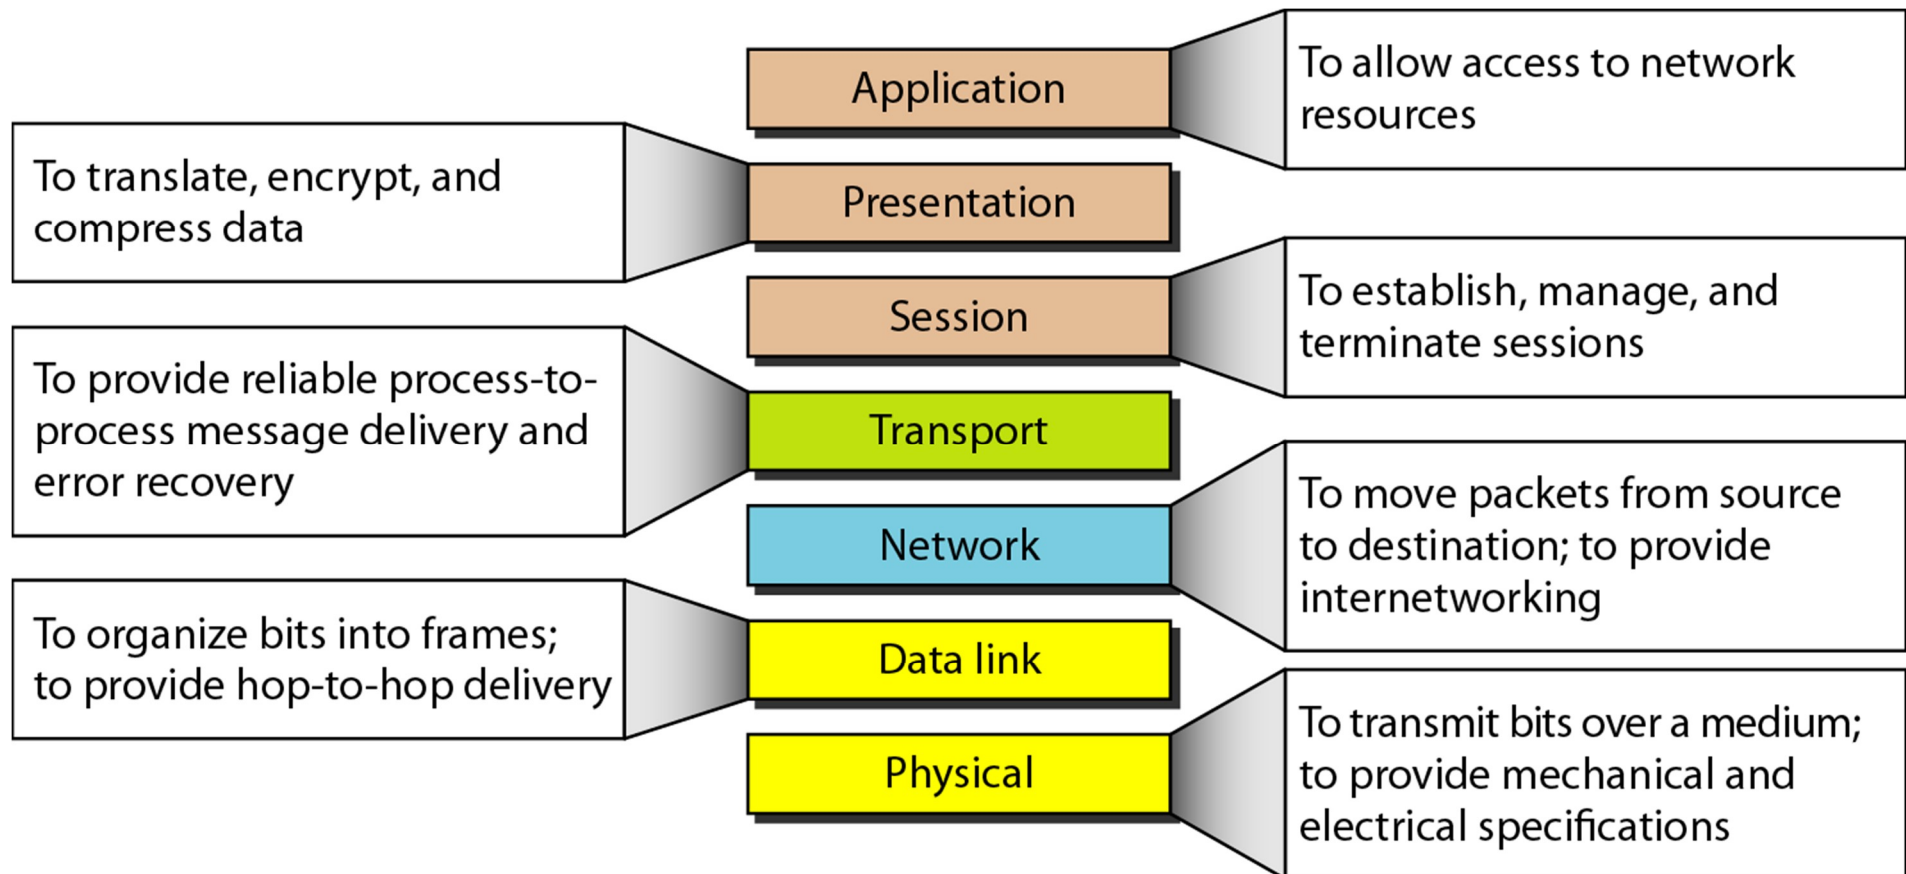 Application
To allow access to network
resources
To translate, encrypt, and
compress data
Presentation
Session
To establish, manage, and
terminate sessions
To provide reliable process-to-
process message delivery and
error recovery
Transport
Network
To move packets from source
to destination; to provide
internetworking
To organize bits into frames;
to provide hop-to-hop delivery
Data link
Physical
To transmit bits over a medium;
to provide mechanical and
electrical specifications